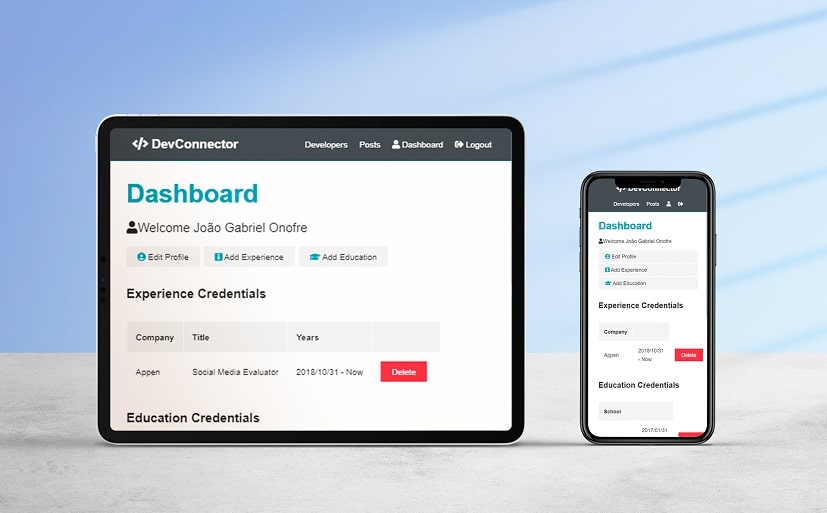 DevConnector
Developers Posts Dashboard Logout
Dashboard
Welcome João Gabriel Onofre
Edit Profile Add Experience Add Education
Experience Credentials
Company Title Years
Appen Social Media Evaluator 2018/10/31 - Now Delete
Education Credentials
DevConnector
Developers Posts
Dashboard
Welcome João Gabriel Onofre
Edit Profile
Add Experience
Add Education
Experience Credentials
Company
Appen 2018/10/31 - Now Delete
Education Credentials
School
2017/01/31